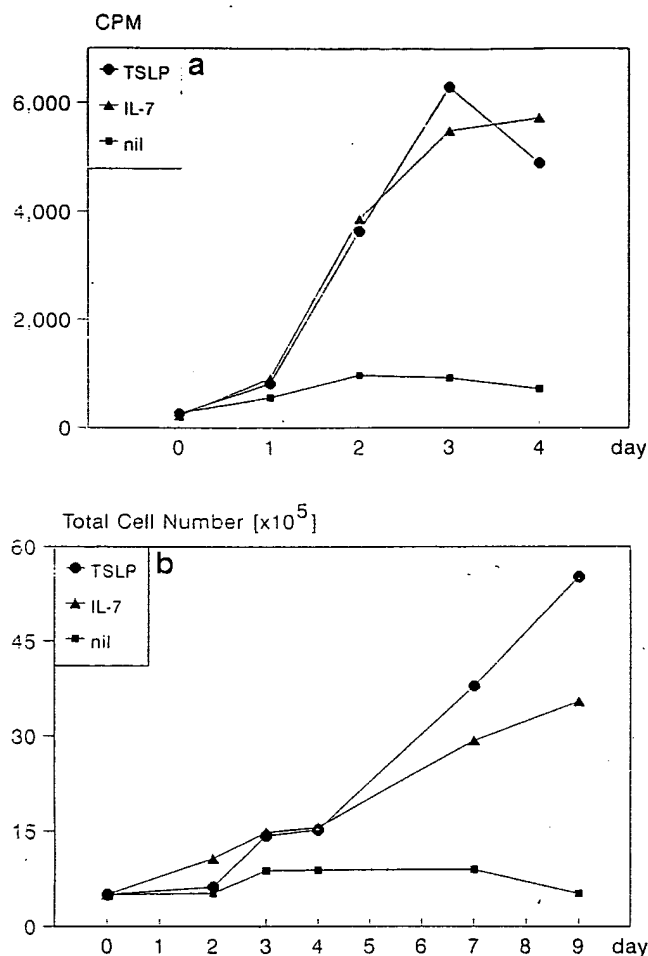 CPM
a
TSLP
IL-7
nil
6,000
4,000
2,000
0
0 1 2 3 4 day
Total Cell Number [x10⁵]
b
TSLP
IL-7
nil
60
45
30
15
0
0 1 2 3 4 5 6 7 8 9 day